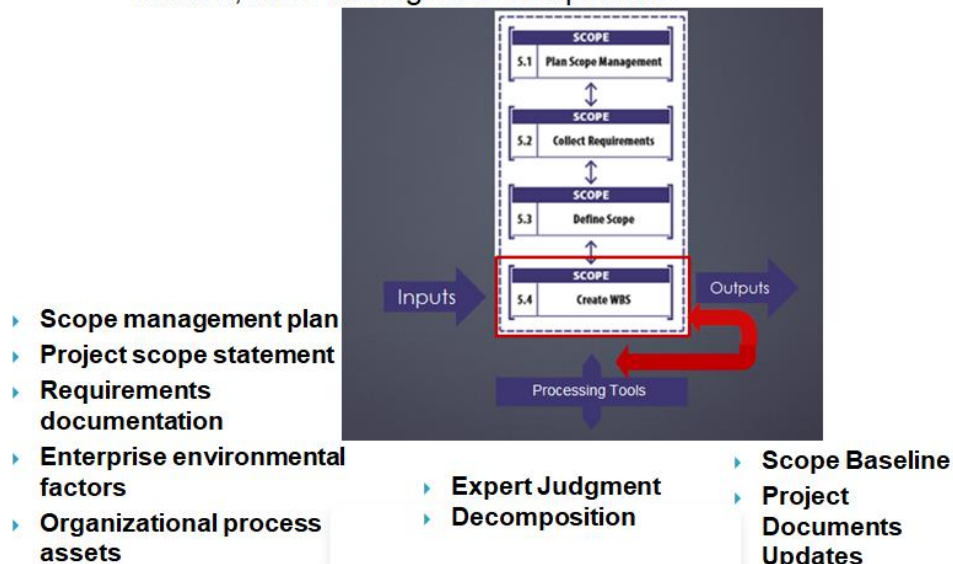 SCOPE
5.1 Plan Scope Management
SCOPE
5.2 Collect Requirements
SCOPE
5.3 Define Scope
SCOPE
5.4 Create WBS
Inputs
Outputs
Processing Tools
Scope management plan
Project scope statement
Requirements
documentation
Enterprise environmental
factors
Organizational process
assets
Expert Judgment
Decomposition
Scope Baseline
Project
Documents
Updates